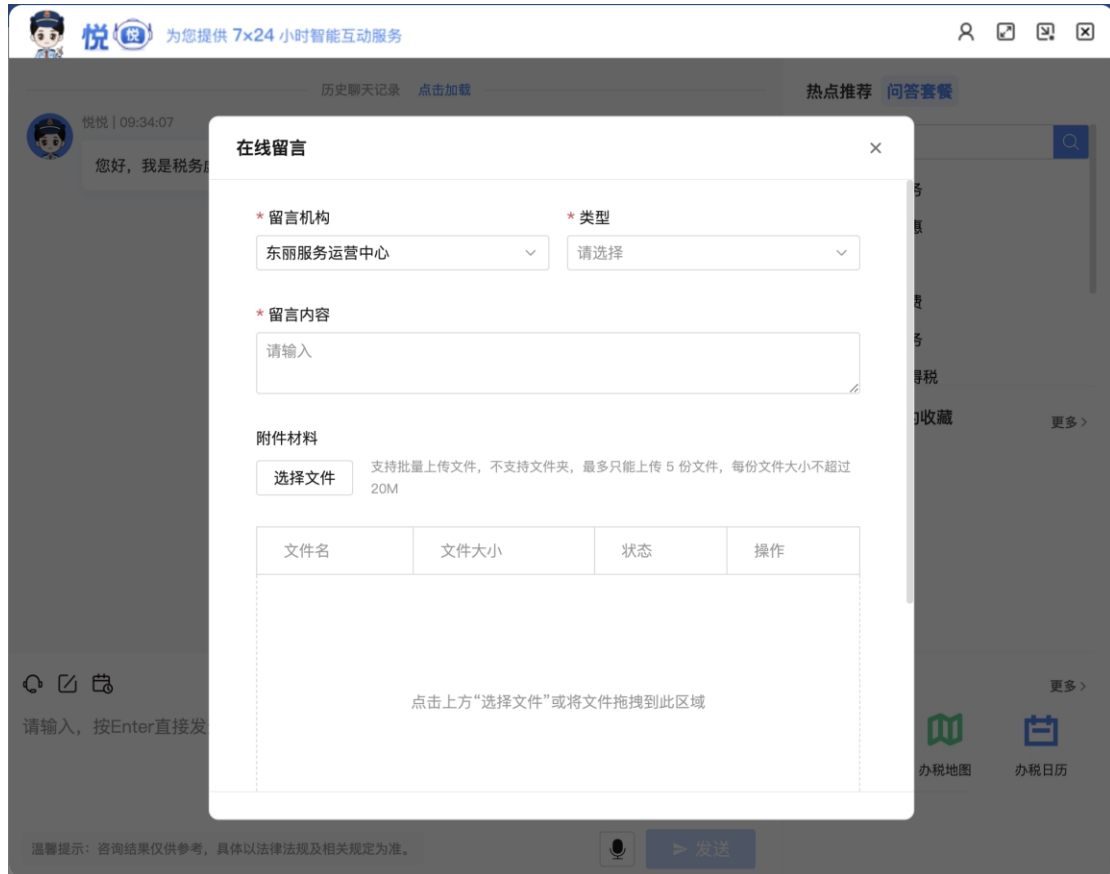 悦 悦 为您提供 7×24 小时智能互动服务
历史聊天记录 点击加载
热点推荐 问答套餐
悦悦 | 09:34:07
您好，我是税务
在线留言
* 留言机构
* 类型
东丽服务运营中心
请选择
* 留言内容
请输入
附件材料
选择文件
支持批量上传文件，不支持文件夹，最多只能上传 5 份文件，每份文件大小不超过
20M
文件名 文件大小 状态 操作
点击上方“选择文件”或将文件拖拽到此区域
惠
费
得税
收藏
更多 >
更多 >
请输入，按Enter直接发
办税地图
办税日历
温馨提示：咨询结果仅供参考，具体以法律法规及相关规定为准。
发送